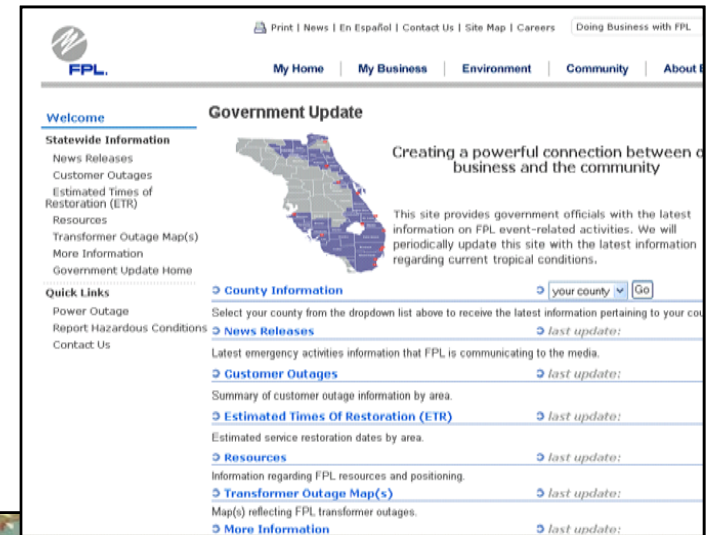 Print | News | En Español | Contact Us | Site Map | Careers
Doing Business with FPL
FPL.
My Home | My Business | Environment | Community | About
Welcome
Statewide Information
News Releases
Customer Outages
Estimated Times of
Restoration (ETR)
Resources
Transformer Outage Map(s)
More Information
Government Update Home
Quick Links
Power Outage
Report Hazardous Conditions
Contact Us
Government Update
Creating a powerful connection between
business and the community
This site provides government officials with the latest
information on FPL event-related activities. We will
periodically update this site with the latest information
regarding current tropical conditions.
County Information
your county Go
Select your county from the dropdown list above to receive the latest information pertaining to your
News Releases
last update:
Latest emergency activities information that FPL is communicating to the media.
Customer Outages
last update:
Summary of customer outage information by area.
Estimated Times Of Restoration (ETR)
last update:
Estimated service restoration dates by area.
Resources
last update:
Information regarding FPL resources and positioning.
Transformer Outage Map(s)
last update:
Map(s) reflecting FPL transformer outages.
More Information
last update: